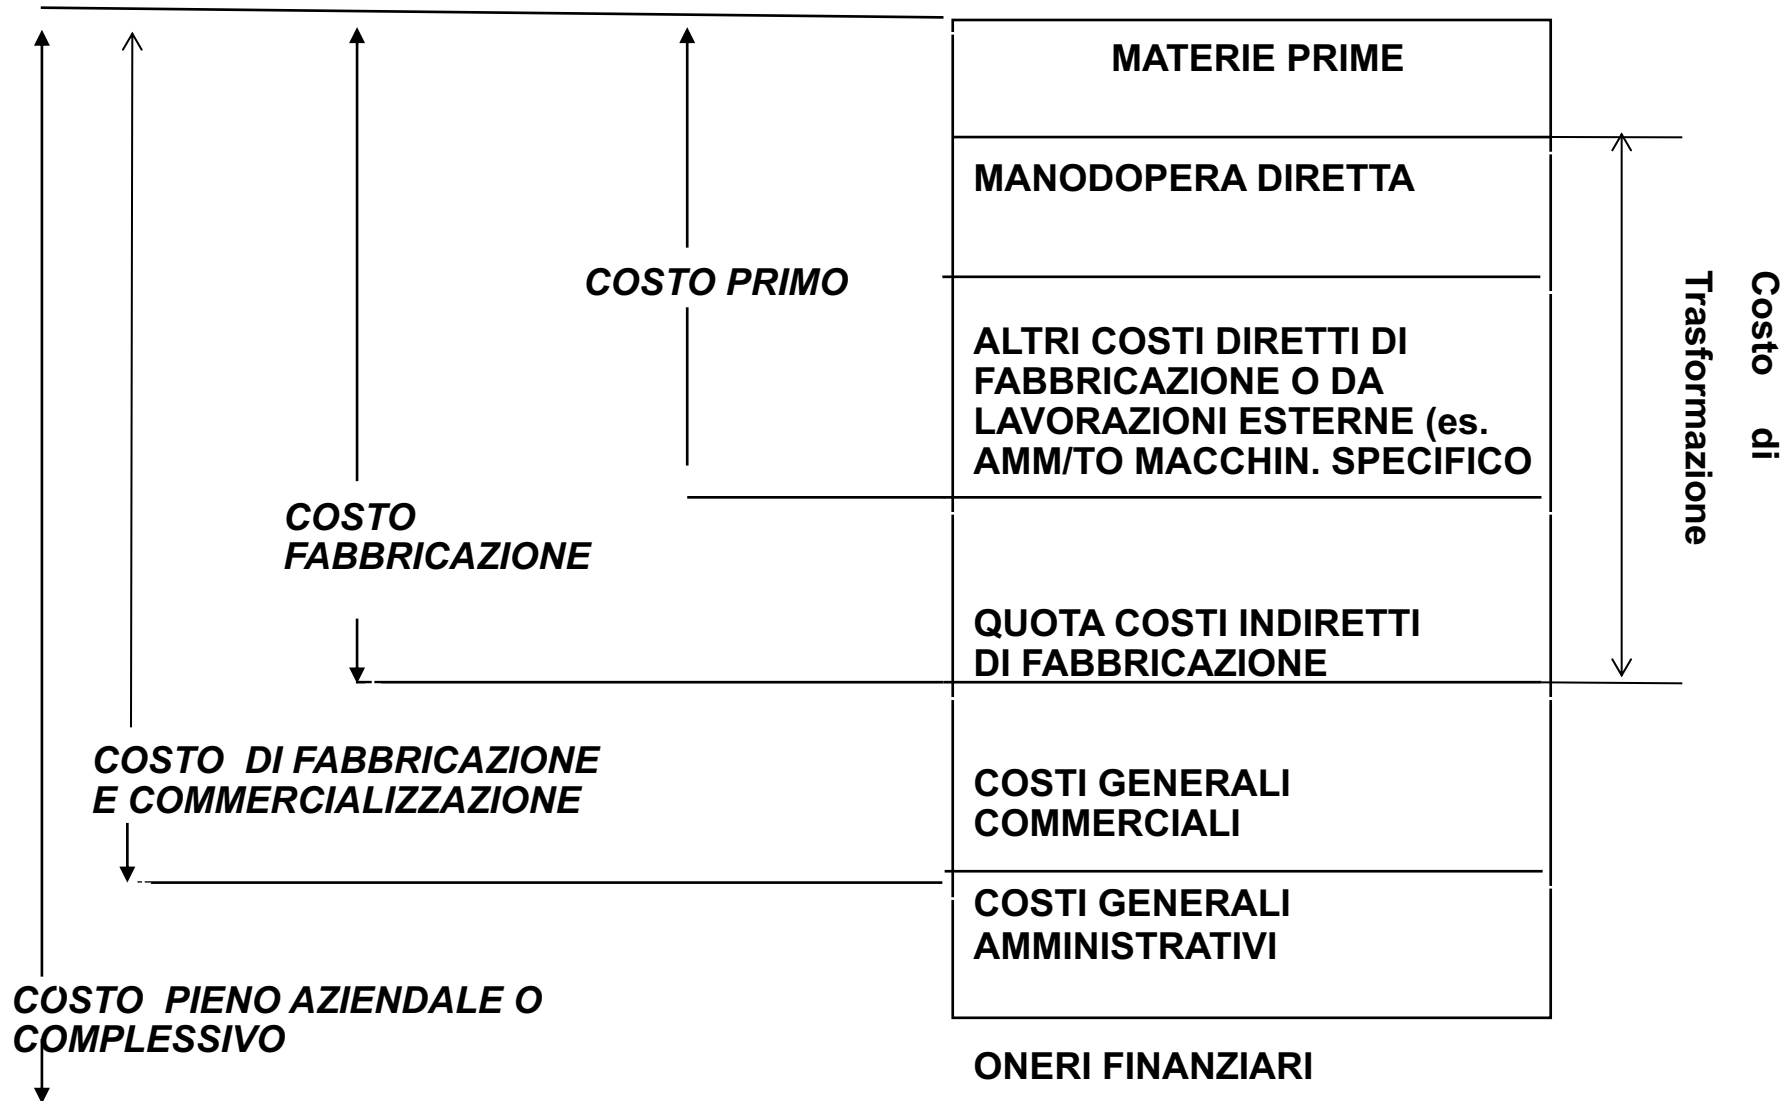 MATERIE PRIME
MANODOPERA DIRETTA
COSTO PRIMO
ALTRI COSTI DIRETTI DI
FABBRICAZIONE O DA
LAVORAZIONI ESTERNE (es.
AMM/TO MACCHIN. SPECIFICO
Costo di
Trasformazione
COSTO
FABBRICAZIONE
QUOTA COSTI INDIRETTI
DI FABBRICAZIONE
COSTO DI FABBRICAZIONE
E COMMERCIALIZZAZIONE
COSTI GENERALI
COMMERCIALI
COSTI GENERALI
AMMINISTRATIVI
COSTO PIENO AZIENDALE O
COMPLESSIVO
ONERI FINANZIARI